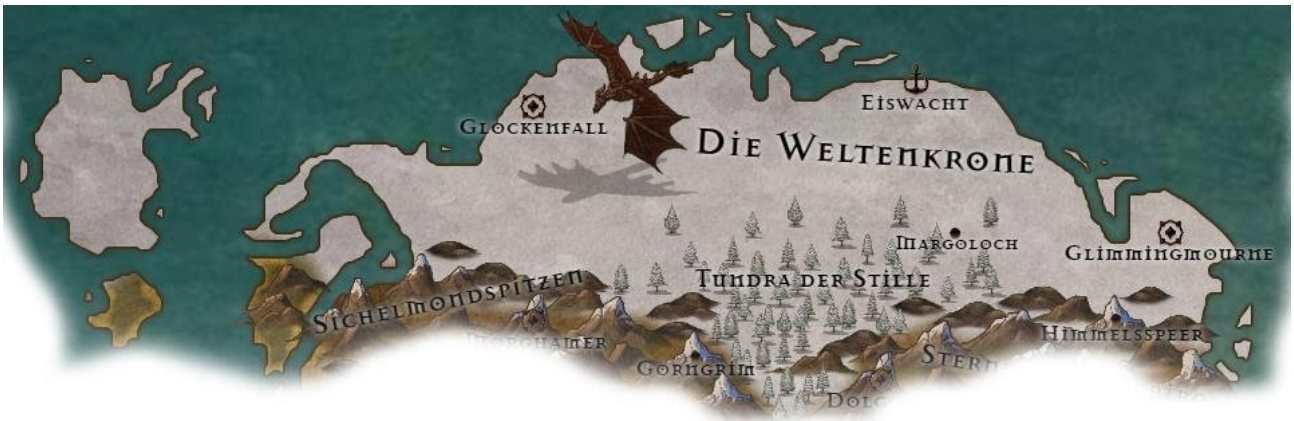 Eiswacht
Glockenfall
Die Weltenkrone
Margoloch
Glimmingmourne
Tundra der Stille
Sichelmondspitzen
Himmelsspeer
Gorngrim